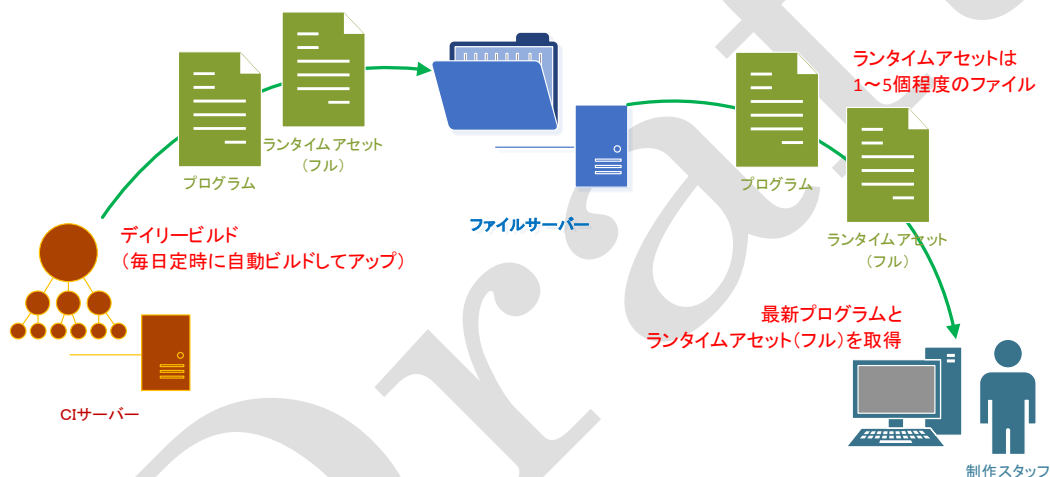 ランタイムアセットは
1～5個程度のファイル
ランタイムアセット
（フル）
プログラム
プログラム
ファイルサーバー
ランタイムアセット
（フル）
デイリービルド
（毎日定時に自動ビルドしてアップ）
最新プログラムと
ランタイムアセット（フル）を取得
CIサーバー
制作スタッフ